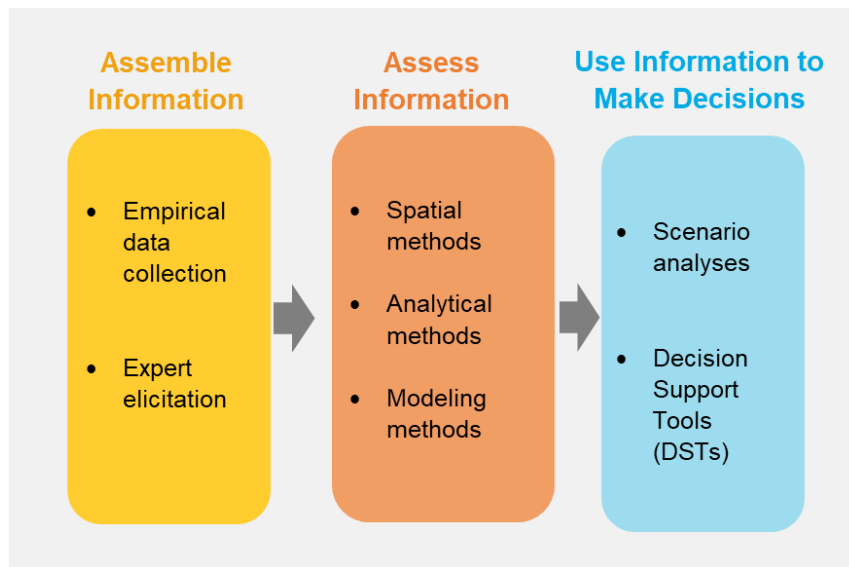 Assemble
Information
Assess
Information
Use Information to
Make Decisions
• Empirical
data
collection
• Expert
elicitation
• Spatial
methods
• Analytical
methods
• Modeling
methods
• Scenario
analyses
• Decision
Support
Tools
(DSTs)